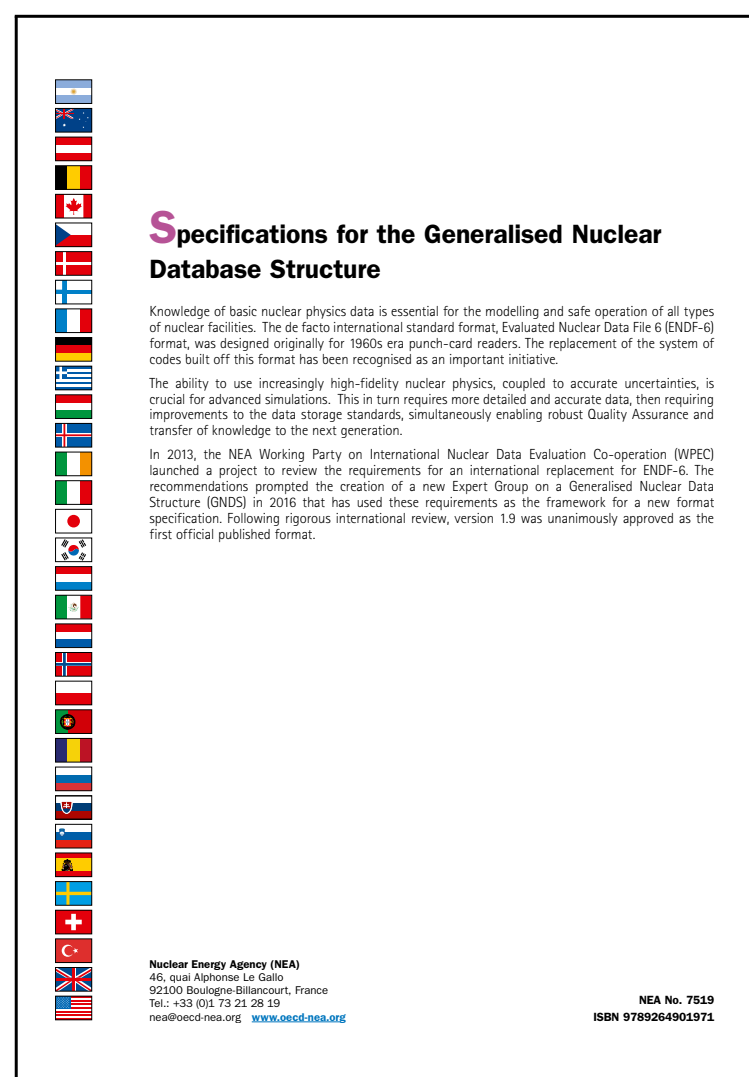 Specifications for the Generalised Nuclear
Database Structure
Knowledge of basic nuclear physics data is essential for the modelling and safe operation of all types
of nuclear facilities. The de facto international standard format, Evaluated Nuclear Data File 6 (ENDF-6)
format, was designed originally for 1960s era punch-card readers. The replacement of the system of
codes built off this format has been recognised as an important initiative.
The ability to use increasingly high-fidelity nuclear physics, coupled to accurate uncertainties, is
crucial for advanced simulations. This in turn requires more detailed and accurate data, then requiring
improvements to the data storage standards, simultaneously enabling robust Quality Assurance and
transfer of knowledge to the next generation.
In 2013, the NEA Working Party on International Nuclear Data Evaluation Co-operation (WPEC)
launched a project to review the requirements for an international replacement for ENDF-6. The
recommendations prompted the creation of a new Expert Group on a Generalised Nuclear Data
Structure (GNDS) in 2016 that has used these requirements as the framework for a new format
specification. Following rigorous international review, version 1.9 was unanimously approved as the
first official published format.
Nuclear Energy Agency (NEA)
46, quai Alphonse Le Gallo
92100 Boulogne-Billancourt, France
Tel.: +33 (0)1 73 21 28 19
nea@oecd-nea.org www.oecd-nea.org
NEA No. 7519
ISBN 9789264901971